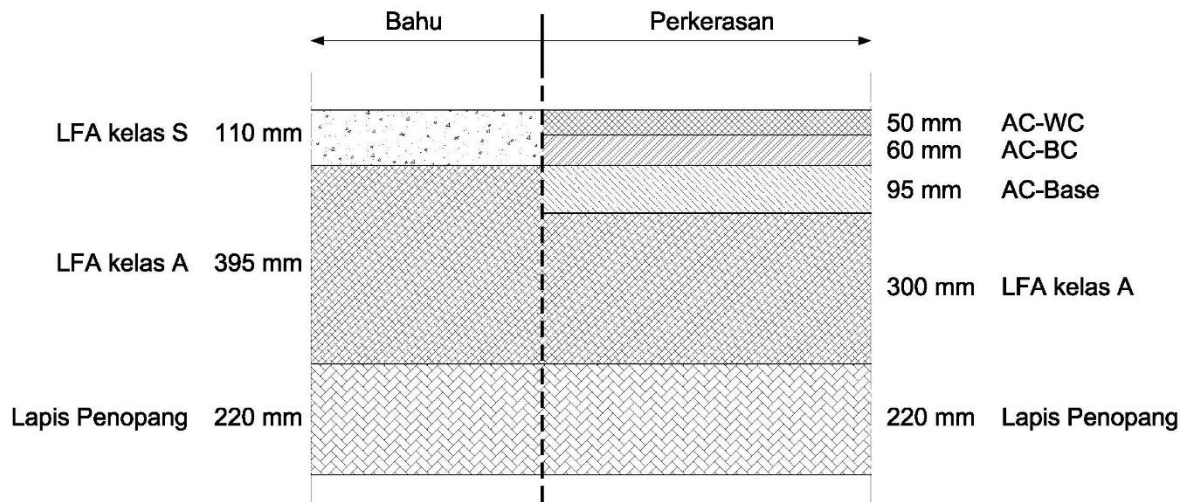 Bahu
Perkerasan
LFA kelas S 110 mm
50 mm AC-WC
60 mm AC-BC
95 mm AC-Base
LFA kelas A 395 mm
300 mm LFA kelas A
Lapis Penopang 220 mm
220 mm Lapis Penopang